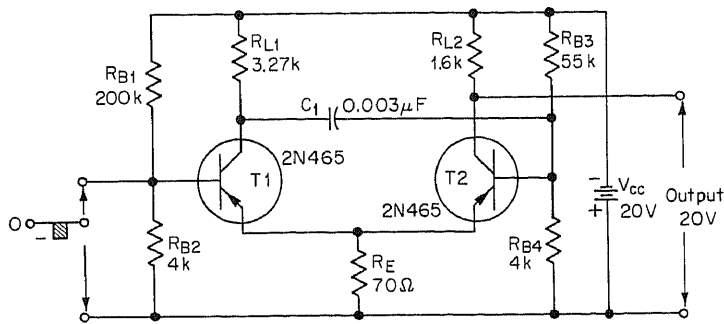 RL1
3.27k
RL2
1.6k
RB3
55k
RB1
200k
C1
0.003μF
2N465
T1
T2
2N465
0
-
RB2
4k
RE
70Ω
RB4
4k
-
+
VCC
20V
Output
20V